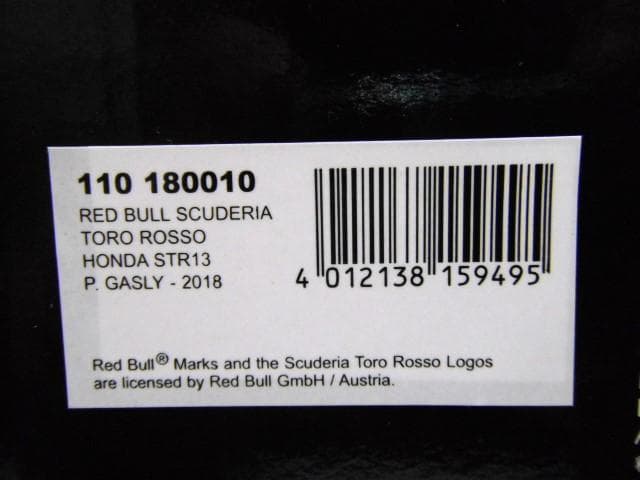 110 180010
RED BULL SCUDERIA
TORO ROSSO
HONDA STR13
P. GASLY - 2018
4 012138 159495
Red Bull® Marks and the Scuderia Toro Rosso Logos
are licensed by Red Bull GmbH / Austria.